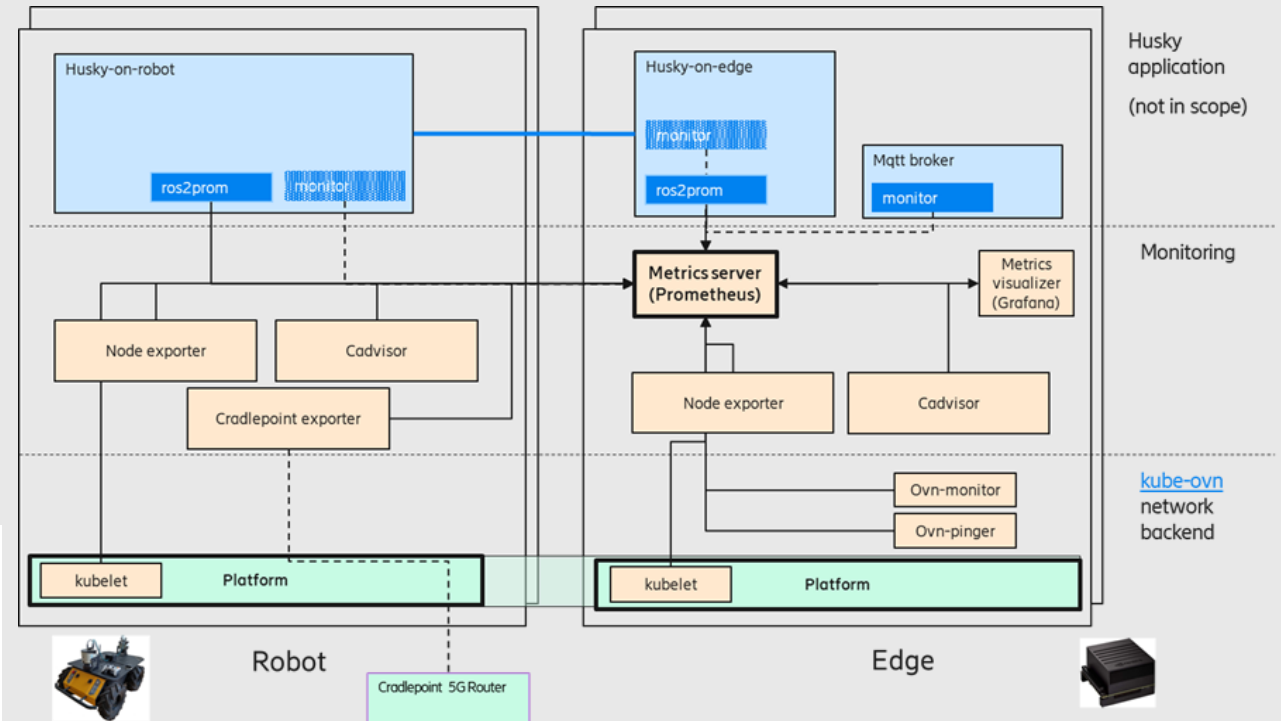 Husky
application
(not in scope)
Husky-on-robot
ros2prom
monitor
Husky-on-edge
monitor
ros2prom
Mqtt broker
monitor
Monitoring
Metrics server
(Prometheus)
Metrics
visualizer
(Grafana)
Node exporter
Cadvisor
Cradlepoint exporter
Node exporter
Cadvisor
kube-ovn
network
backend
Ovn-monitor
Ovn-pinger
kubelet
Platform
kubelet
Platform
Robot
Edge
Cradlepoint 5G Router